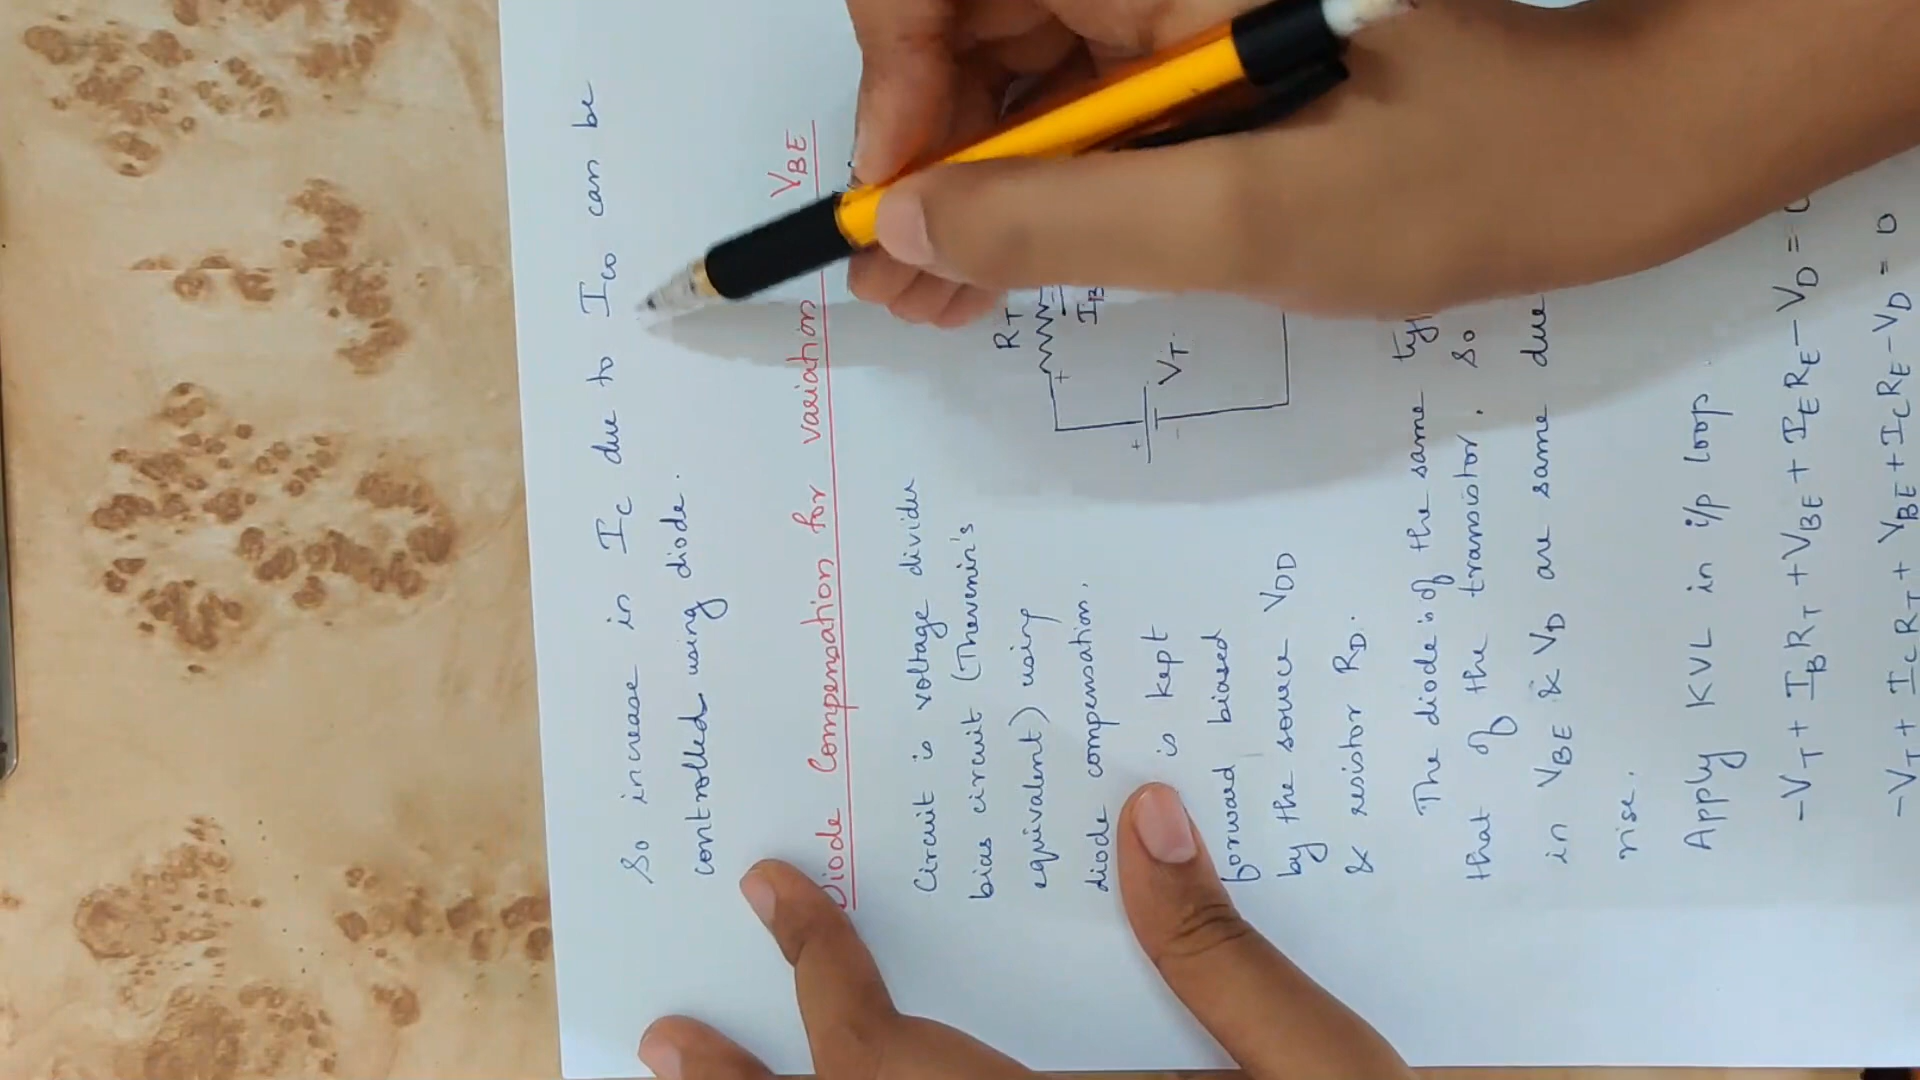 So increase in IC due to ICO can be
controlled using diode.
Diode Compensation for variation VBE
Circuit is voltage divider
bias circuit (Thevenin's
equivalent) using
diode compensation.
is kept
forward biased
by the source VDD
& resistor RD.
RT
+
IB
+
VT
-
The diode is of the same
that of the transistor. So
in VBE & VD are same due
rise.
Apply KVL in i/p loop.
-VT + IBRT + VBE + IERE - VD = 0
-VT + ICRT + VBE + ICRE - VD = 0